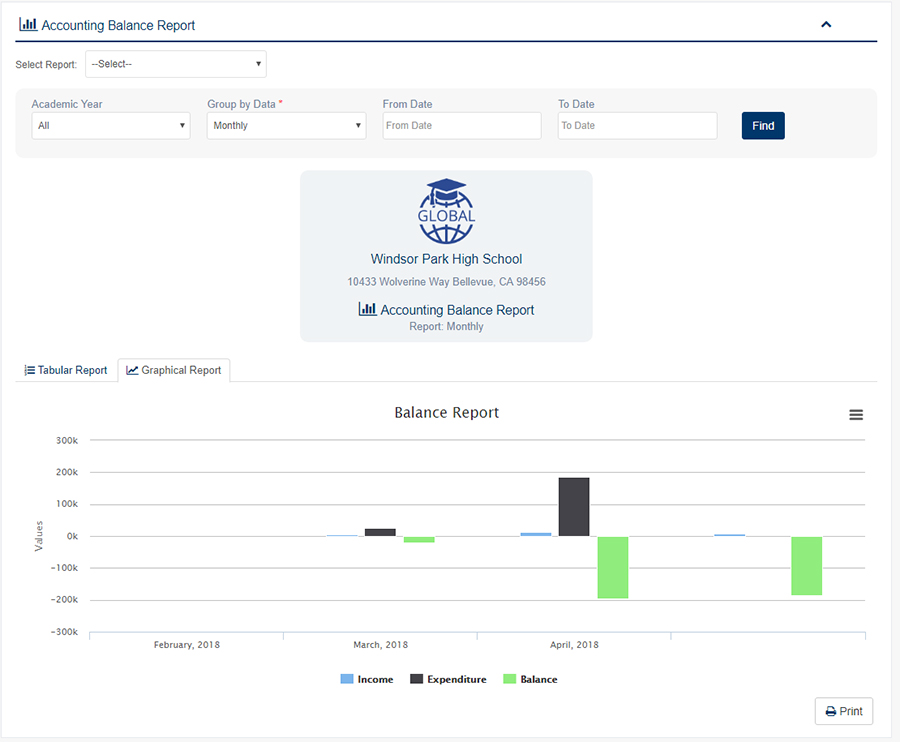 Accounting Balance Report
Select Report: --Select--
Academic Year Group by Data * From Date To Date
All Monthly From Date To Date Find
GLOBAL
Windsor Park High School
10433 Wolverine Way Bellevue, CA 98456
Accounting Balance Report
Report: Monthly
Tabular Report Graphical Report
Balance Report
300k
200k
100k
0k
-100k
-200k
-300k
Values
February, 2018 March, 2018 April, 2018
Income Expenditure Balance
Print